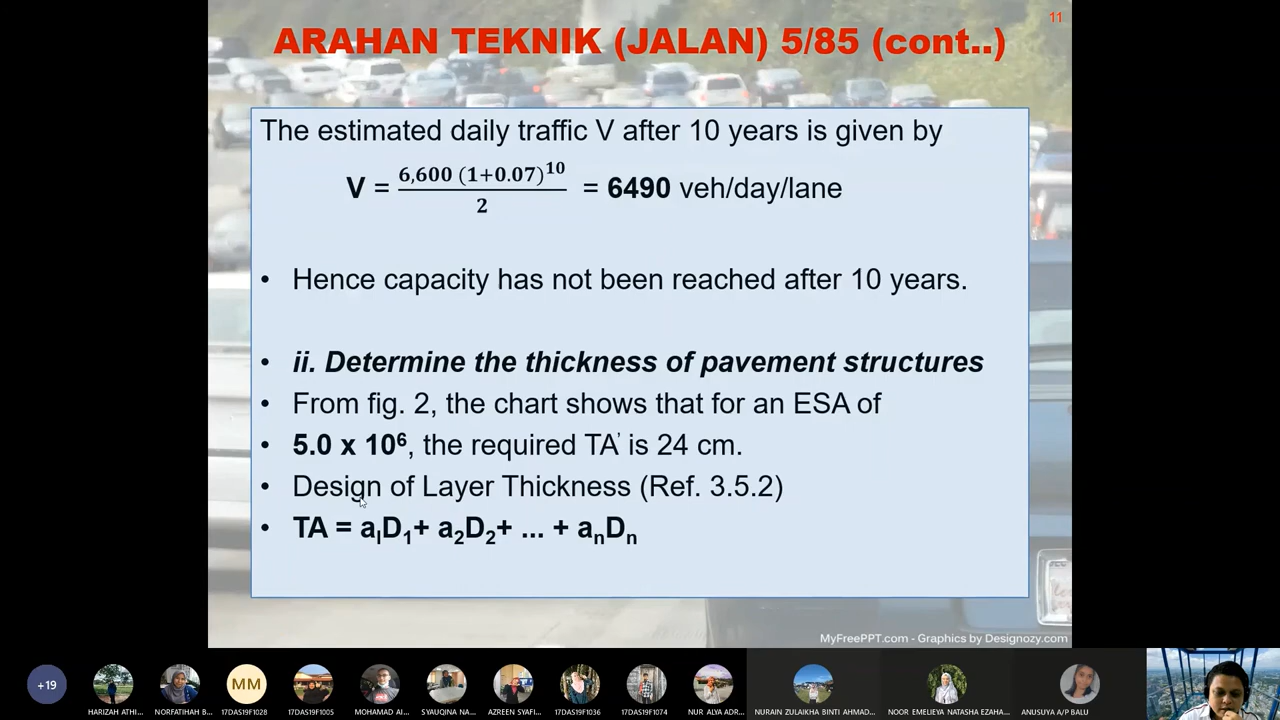 11
ARAHAN TEKNIK (JALAN) 5/85 (cont..)
The estimated daily traffic V after 10 years is given by
V = 6,600 (1+0.07)^10 / 2 = 6490 veh/day/lane
• Hence capacity has not been reached after 10 years.
• ii. Determine the thickness of pavement structures
• From fig. 2, the chart shows that for an ESA of
• 5.0 x 10⁶, the required TA’ is 24 cm.
• Design of Layer Thickness (Ref. 3.5.2)
• TA = aₗD₁+ a₂D₂+ ... + aₙDₙ
MyFreePPT.com - Graphics by Designozy.com
+19
MM
HARIZAH ATHI...
NORFATIHAH B...
17DAS19F1028
17DAS19F1005
MOHAMAD AI...
SYAUQINA NA...
AZREEN SYAFI...
17DAS19F1036
17DAS19F1074
NUR ALYA ADR...
NURAIN ZULAIKHA BINTI AHMAD...
NOOR EMELIEYA NATASHA EZAHA...
ANUSUYA A/P BALU